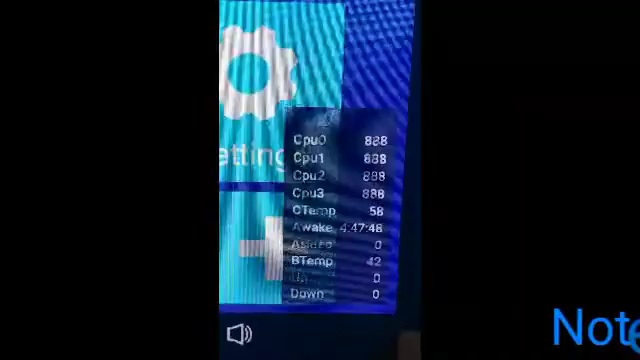 etting
Cpu0 888
Cpu1 888
Cpu2 888
Cpu3 888
CTemp 58
Awake 4:47:48
Asleep 0
BTemp 42
0
Down 0
Note